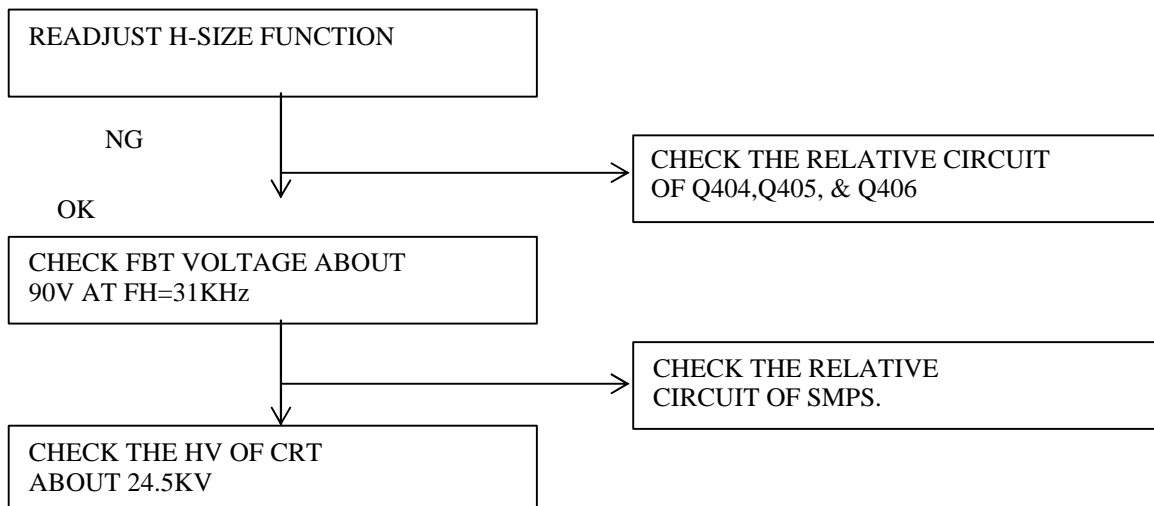 READJUST H-SIZE FUNCTION
NG
CHECK THE RELATIVE CIRCUIT
OF Q404,Q405, & Q406
OK
CHECK FBT VOLTAGE ABOUT
90V AT FH=31KHz
CHECK THE RELATIVE
CIRCUIT OF SMPS.
CHECK THE HV OF CRT
ABOUT 24.5KV